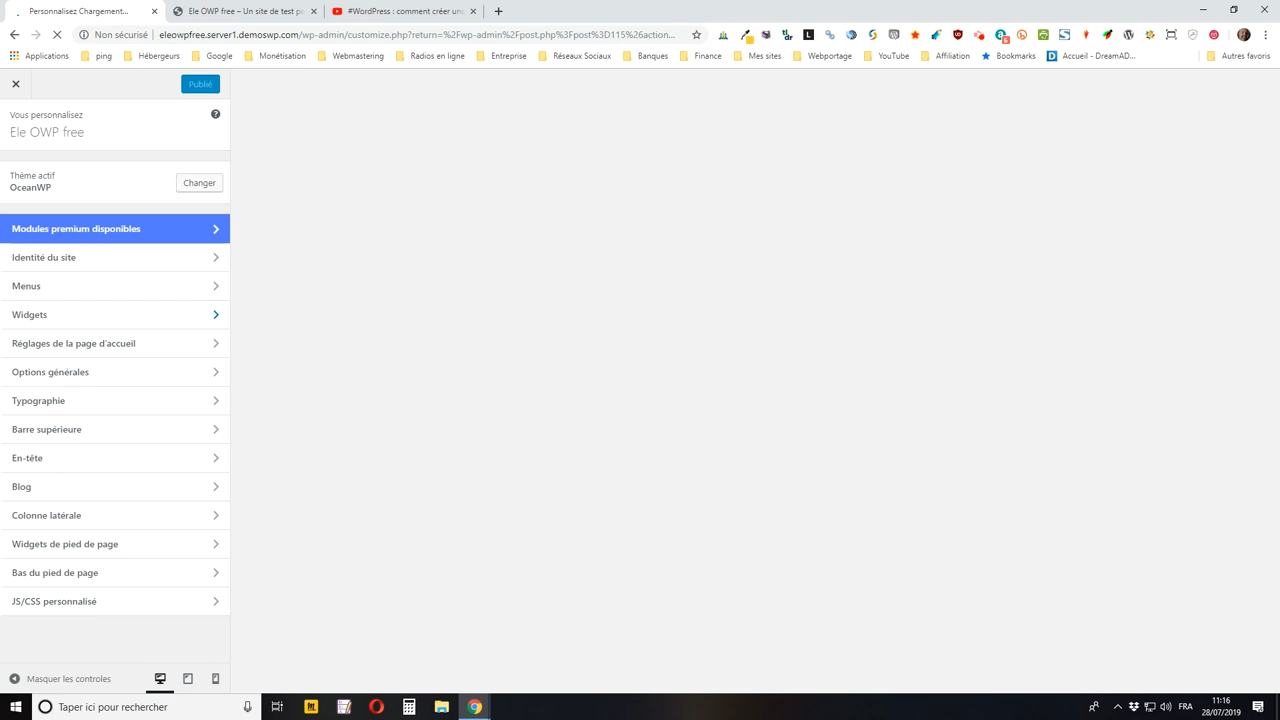 Personnalisez Chargement...
Ele OWP free – Un site de test po
#WordPress : comment créer une
Non sécurisé
eleowpfree.server1.demoswp.com/wp-admin/customize.php?return=%2Fwp-admin%2Fpost.php%3Fpost%3D115%26action...
Applications
ping
Hébergeurs
Google
Monétisatiôn
Webmastering
Radios en ligne
Entreprise
Réseaux Sociaux
Banques
Finance
Mes sites
Webportage
YouTube
Affiliation
Bookmarks
Accueil - DreamAD...
Autres favoris
Publié
Vous personnalisez
Ele OWP free
Thème actif
OceanWP
Changer
Modules premium disponibles
Identité du site
Menus
Widgets
Réglages de la page d'accueil
Options générales
Typographie
Barre supérieure
En-tête
Blog
Colonne latérale
Widgets de pied de page
Bas du pied de page
JS/CSS personnalisé
Masquer les controles
Taper ici pour rechercher
FRA
11:16
28/07/2019